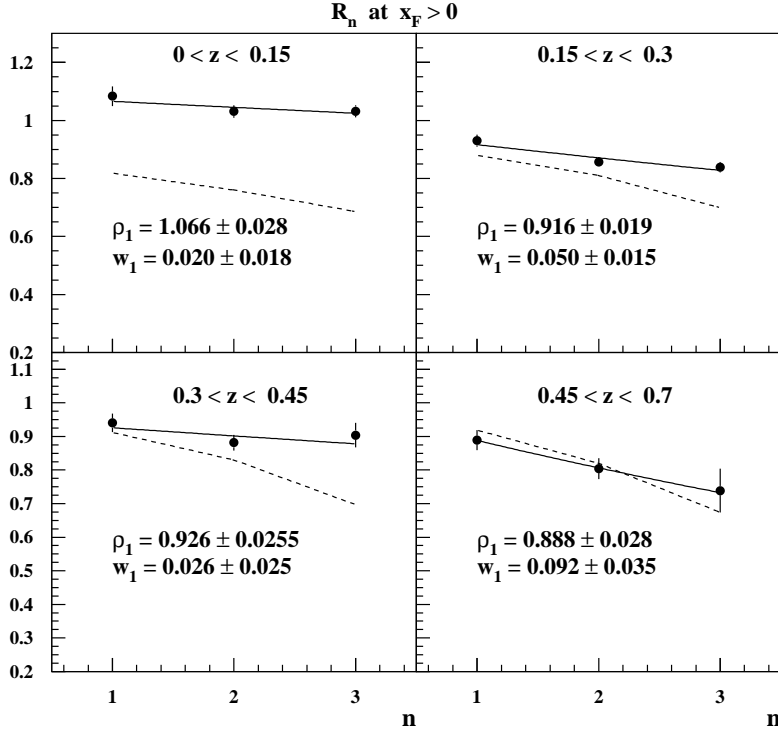 R_n at x_F > 0
0 < z < 0.15
0.15 < z < 0.3
1.2
1
0.8
0.6
0.4
0.2
ρ_1 = 1.066 ± 0.028
w_1 = 0.020 ± 0.018
ρ_1 = 0.916 ± 0.019
w_1 = 0.050 ± 0.015
0.3 < z < 0.45
0.45 < z < 0.7
1.1
1
0.9
0.8
0.7
0.6
0.5
0.4
0.3
0.2
ρ_1 = 0.926 ± 0.0255
w_1 = 0.026 ± 0.025
ρ_1 = 0.888 ± 0.028
w_1 = 0.092 ± 0.035
1 2 3
1 2 3
n
n